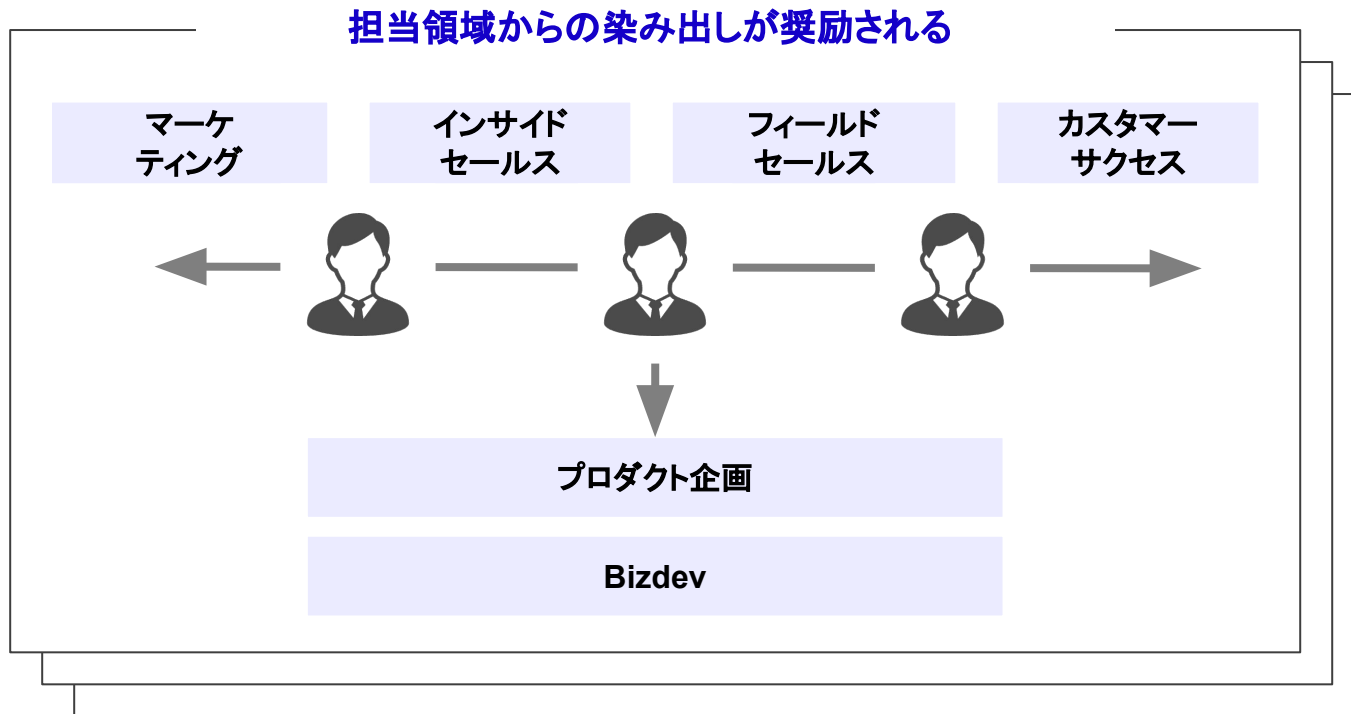 担当領域からの染み出しが奨励される
マーケ
ティング
インサイド
セールス
フィールド
セールス
カスタマー
サクセス
プロダクト企画
Bizdev